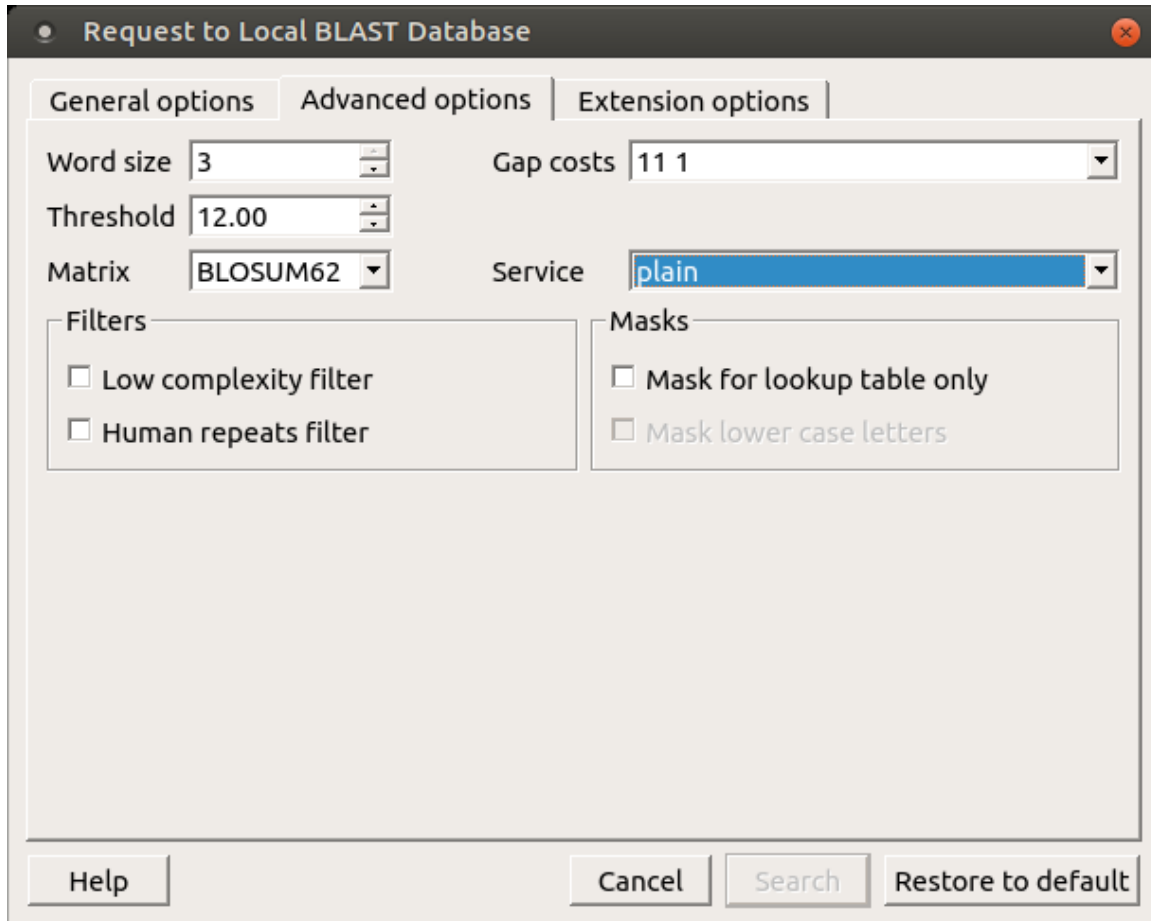 Request to Local BLAST Database
General options Advanced options Extension options
Word size 3 Gap costs 11 1
Threshold 12.00
Matrix BLOSUM62 Service plain
Filters Masks
Low complexity filter Mask for lookup table only
Human repeats filter Mask lower case letters
Help Cancel Search Restore to default